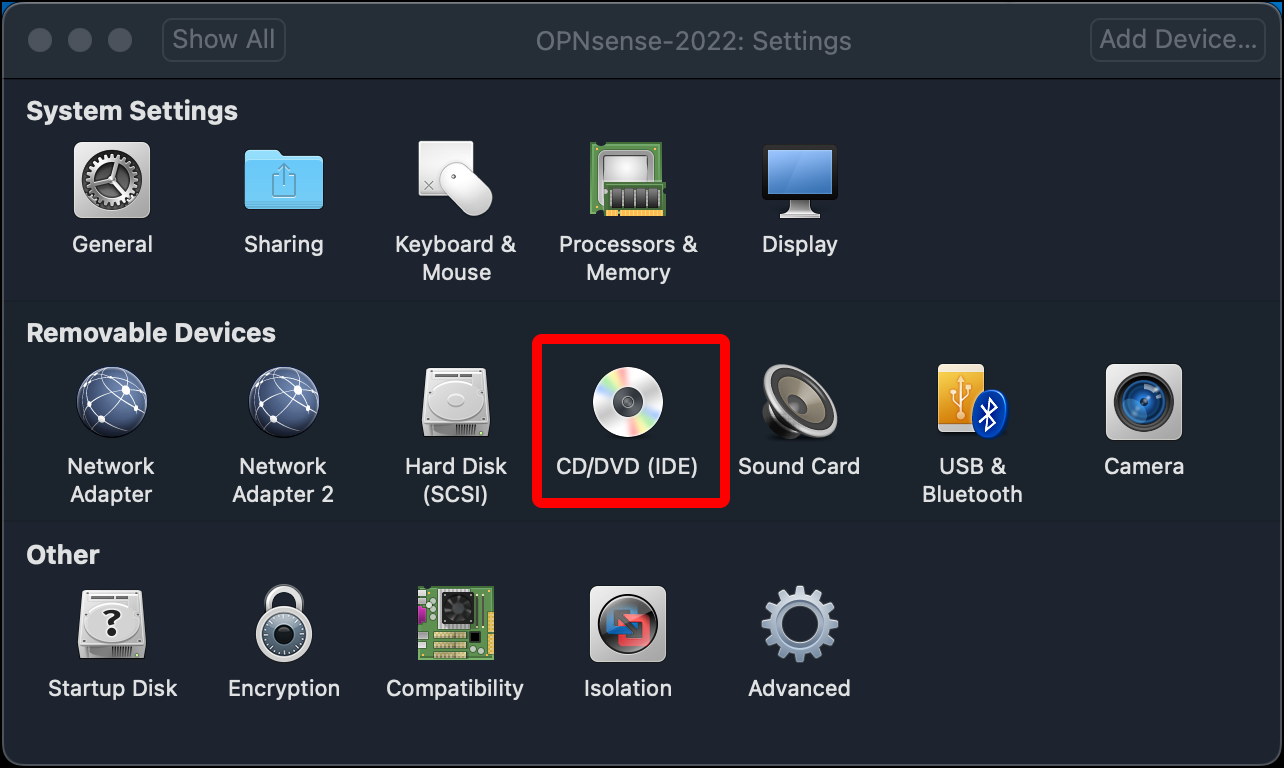 Show All
OPNsense-2022: Settings
Add Device...
System Settings
General
Sharing
Keyboard &
Mouse
Processors &
Memory
Display
Removable Devices
Network
Adapter
Network
Adapter 2
Hard Disk
(SCSI)
CD/DVD (IDE)
Sound Card
USB &
Bluetooth
Camera
Other
?
Startup Disk
Encryption
Compatibility
Isolation
Advanced